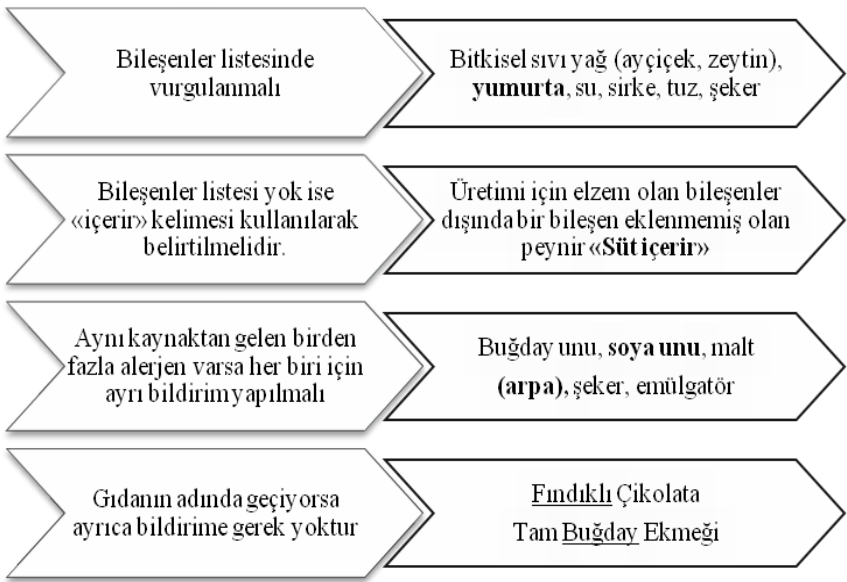 Bileşenler listesinde
vurgulanmalı
Bitkisel sıvı yağ (ayçiçek, zeytin),
yumurta, su, sirke, tuz, şeker
Bileşenler listesi yok ise
«içerir» kelimesi kullanılarak
belirtilmelidir.
Üretimi için elzem olan bileşenler
dışında bir bileşen eklenmemiş olan
peynir «Süt içerir»
Aynı kaynaktan gelen birden
fazla alerjen varsa her biri için
ayrı bildirim yapılmalı
Buğday unu, soya unu, malt
(arpa), şeker, emülgatör
Gıdanın adında geçiyorsa
ayrıca bildirime gerek yoktur
Fındıklı Çikolata
Tam Buğday Ekmeği